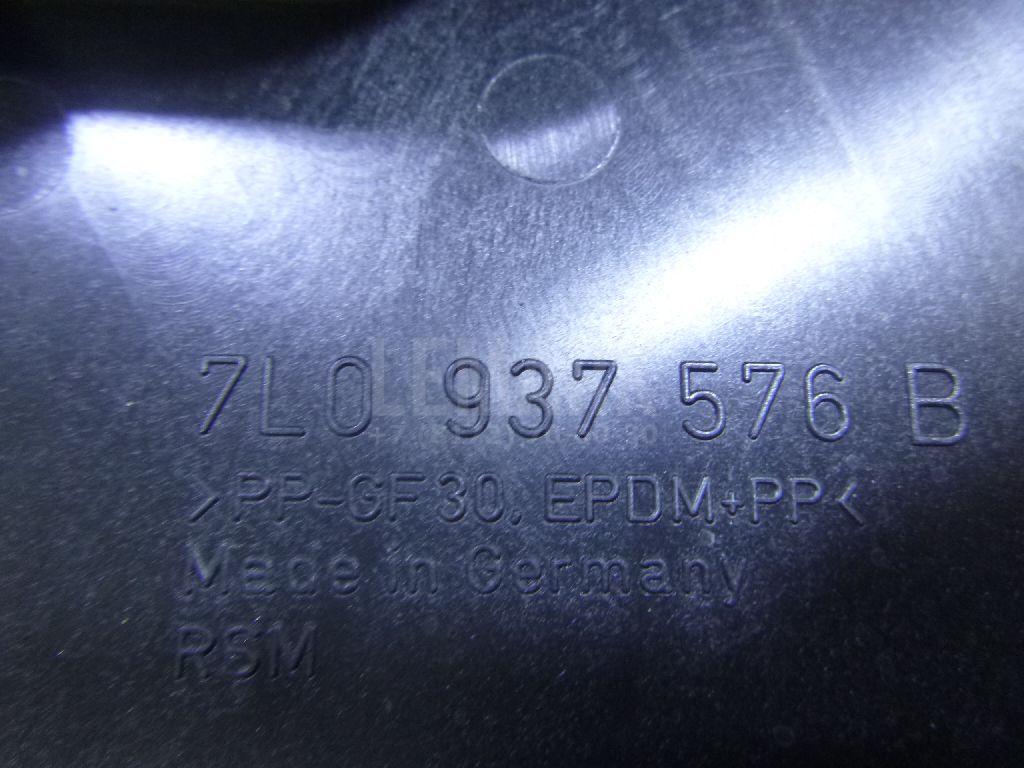 7L0 937 576 B
>PP-GF30, EPDM+PP<
Made in Germany
RSM